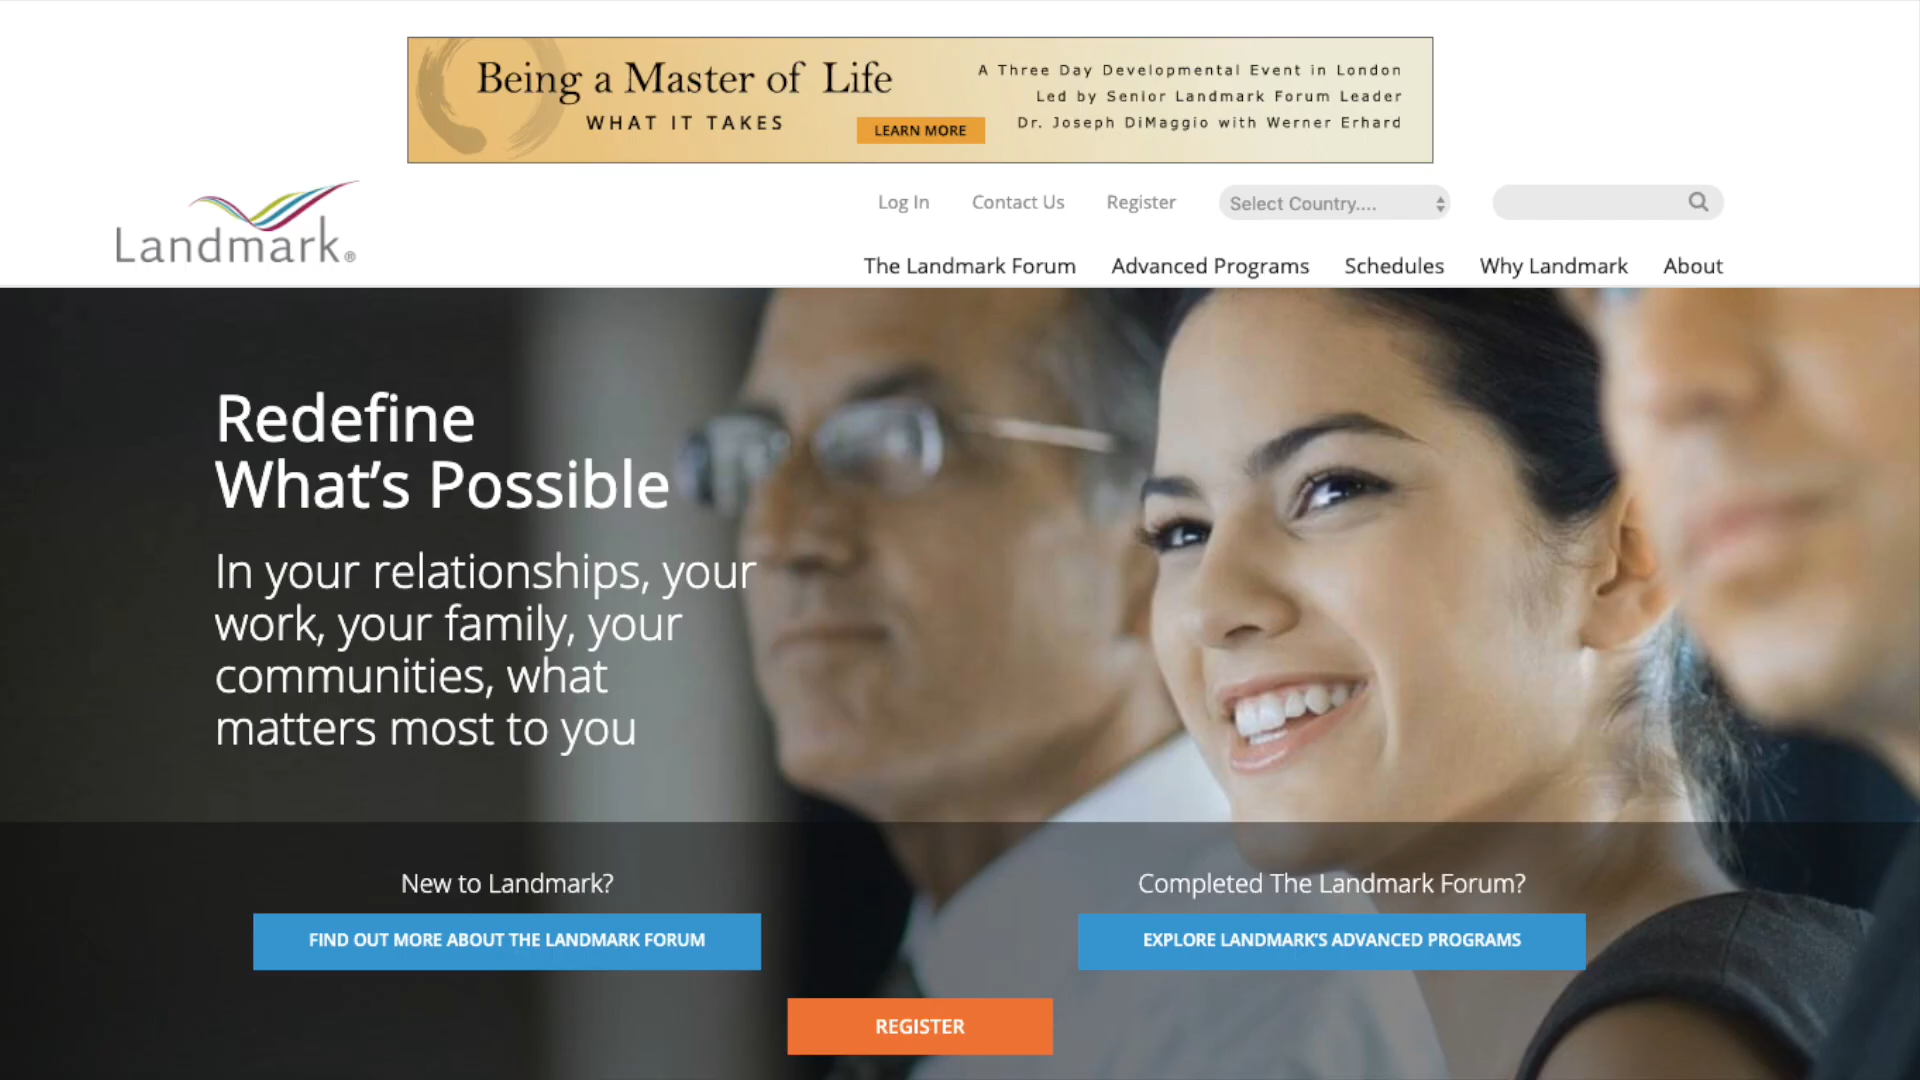 Being a Master of Life
WHAT IT TAKES
LEARN MORE
A Three Day Developmental Event in London
Led by Senior Landmark Forum Leader
Dr. Joseph DiMaggio with Werner Erhard
Landmark®
Log In
Contact Us
Register
Select Country....
The Landmark Forum
Advanced Programs
Schedules
Why Landmark
About
Redefine
What's Possible
In your relationships, your
work, your family, your
communities, what
matters most to you
New to Landmark?
FIND OUT MORE ABOUT THE LANDMARK FORUM
Completed The Landmark Forum?
EXPLORE LANDMARK'S ADVANCED PROGRAMS
REGISTER